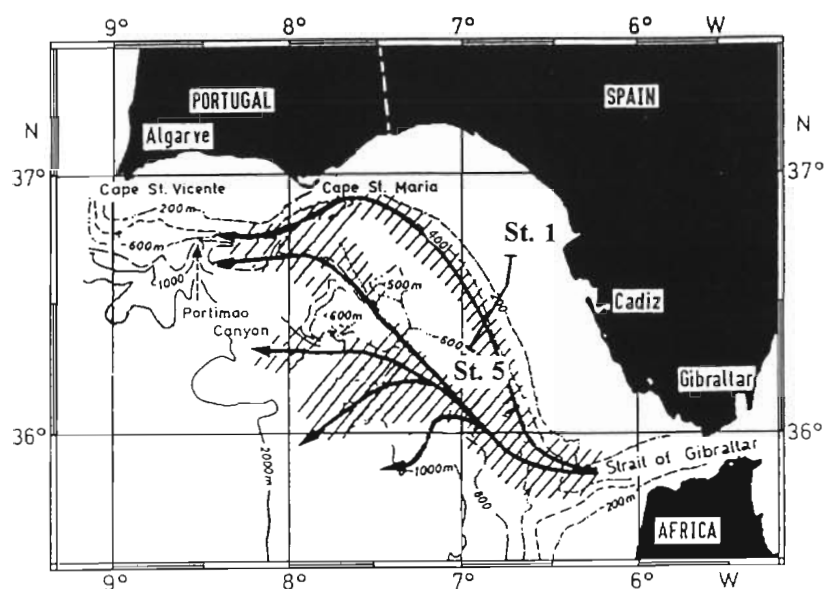 9° 8° 7° 6° W
PORTUGAL
SPAIN
Algarve
N N
37° 37°
Cape St. Vicente
Cape St. Maria
200m
400
St. 1
600m
500m
1000
Cadiz
Portimao
Canyon
600m
600
St. 5
Gibraltar
36° 36°
Strait of Gibraltar
2000m
1000m
800
200m
AFRICA
9° 8° 7° 6° W